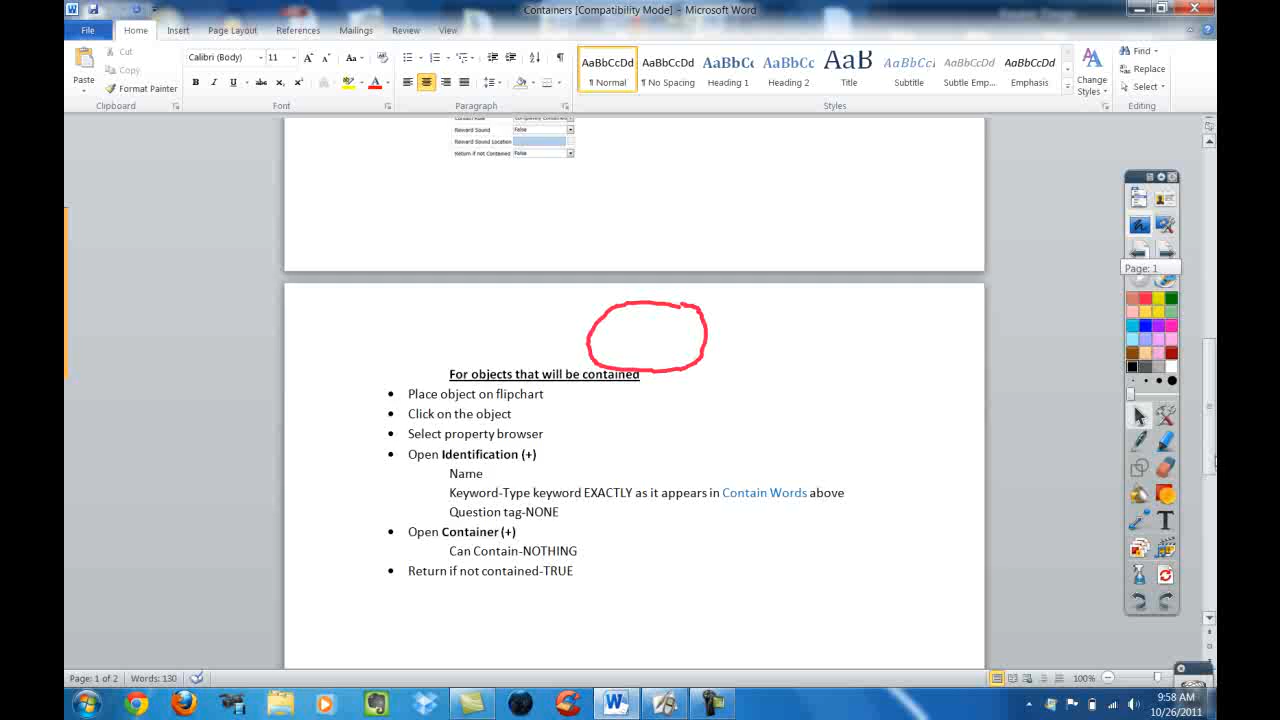 Containers [Compatibility Mode] - Microsoft Word
File Home Insert Page Layout References Mailings Review View
Paste
Cut
Copy
Format Painter
Clipboard
Calibri (Body) 11
B I U abc x₂ x²
Font
Paragraph
AaBbCcDd AaBbCcDd AaBbCc AaBbCc AaB AaBbCcI AaBbCcDd AaBbCcDd
¶ Normal ¶ No Spacing Heading 1 Heading 2 Title Subtitle Subtle Emp... Emphasis
Change Styles
Styles
Find
Replace
Select
Editing
Reward Sound False
Reward Sound Location
Return if not Contained False
Page: 1
For objects that will be contained
• Place object on flipchart
• Click on the object
• Select property browser
• Open Identification (+)
Name
Keyword-Type keyword EXACTLY as it appears in Contain Words above
Question tag-NONE
• Open Container (+)
Can Contain-NOTHING
• Return if not contained-TRUE
Page: 1 of 2 Words: 130 100%
9:58 AM
10/26/2011